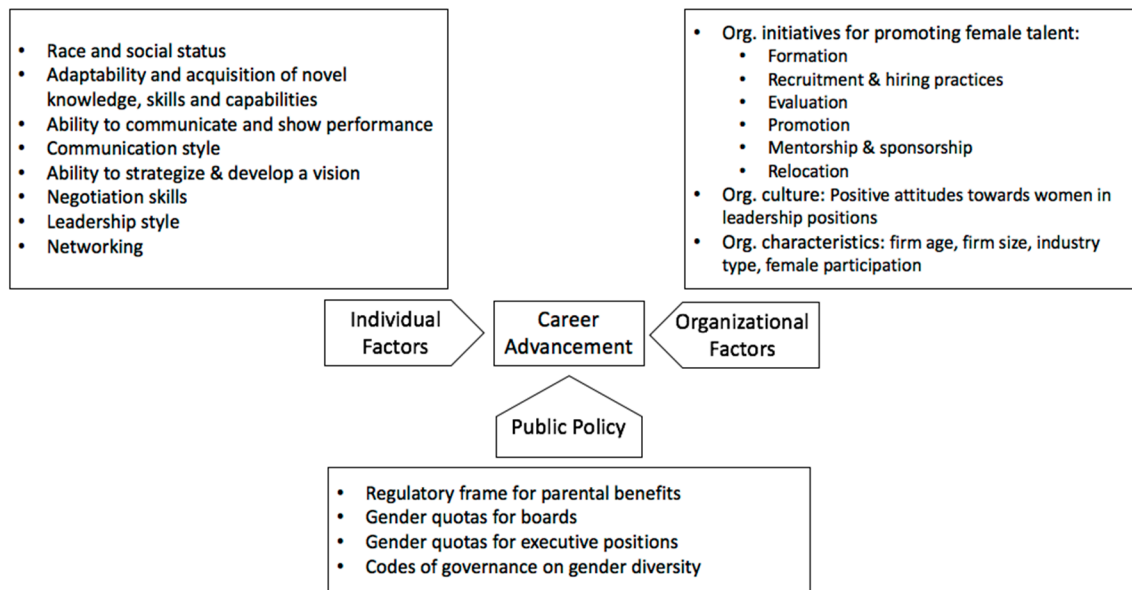 • Race and social status
• Adaptability and acquisition of novel
knowledge, skills and capabilities
• Ability to communicate and show performance
• Communication style
• Ability to strategize & develop a vision
• Negotiation skills
• Leadership style
• Networking
• Org. initiatives for promoting female talent:
• Formation
• Recruitment & hiring practices
• Evaluation
• Promotion
• Mentorship & sponsorship
• Relocation
• Org. culture: Positive attitudes towards women in
leadership positions
• Org. characteristics: firm age, firm size, industry
type, female participation
Individual
Factors
Career
Advancement
Organizational
Factors
Public Policy
• Regulatory frame for parental benefits
• Gender quotas for boards
• Gender quotas for executive positions
• Codes of governance on gender diversity